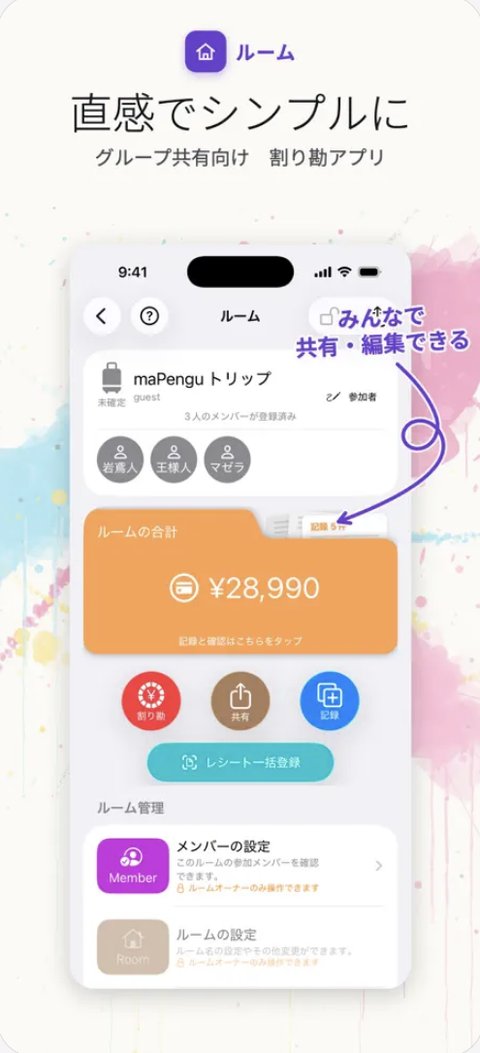 ルーム
直感でシンプルに
グループ共有向け 割り勘アプリ
9:41
ルーム
みんなで
共有・編集できる
maPengu トリップ
未確定
guest
参加者
3人のメンバーが登録済み
岩鳶人
王様人
マゼラ
ルームの合計
記録 5件
¥28,990
記録と確認はこちらをタップ
割り勘
共有
記録
レシート一括登録
ルーム管理
Member
メンバーの設定
このルームの参加メンバーを確認
できます。
ルームオーナーのみ操作できます
Room
ルームの設定
ルーム名の設定やその他変更ができます。
ルームオーナーのみ操作できます